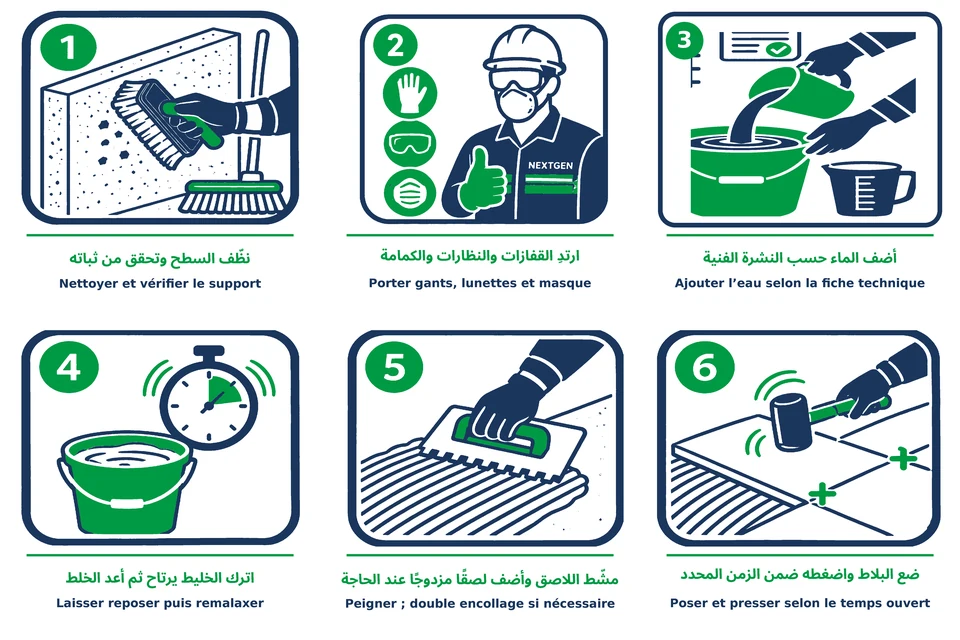 1
نظّف السطح وتحقق من ثباته
Nettoyer et vérifier le support
2
NEXTGEN
ارتدِ القفازات والنظارات والكمامة
Porter gants, lunettes et masque
3
أضف الماء حسب النشرة الفنية
Ajouter l’eau selon la fiche technique
4
اترك الخليط يرتاح ثم أعد الخلط
Laisser reposer puis remalaxer
5
مشّط اللاصق وأضف لصقًا مزدوجًا عند الحاجة
Peigner ; double encollage si nécessaire
6
ضع البلاط واضغطه ضمن الزمن المحدد
Poser et presser selon le temps ouvert